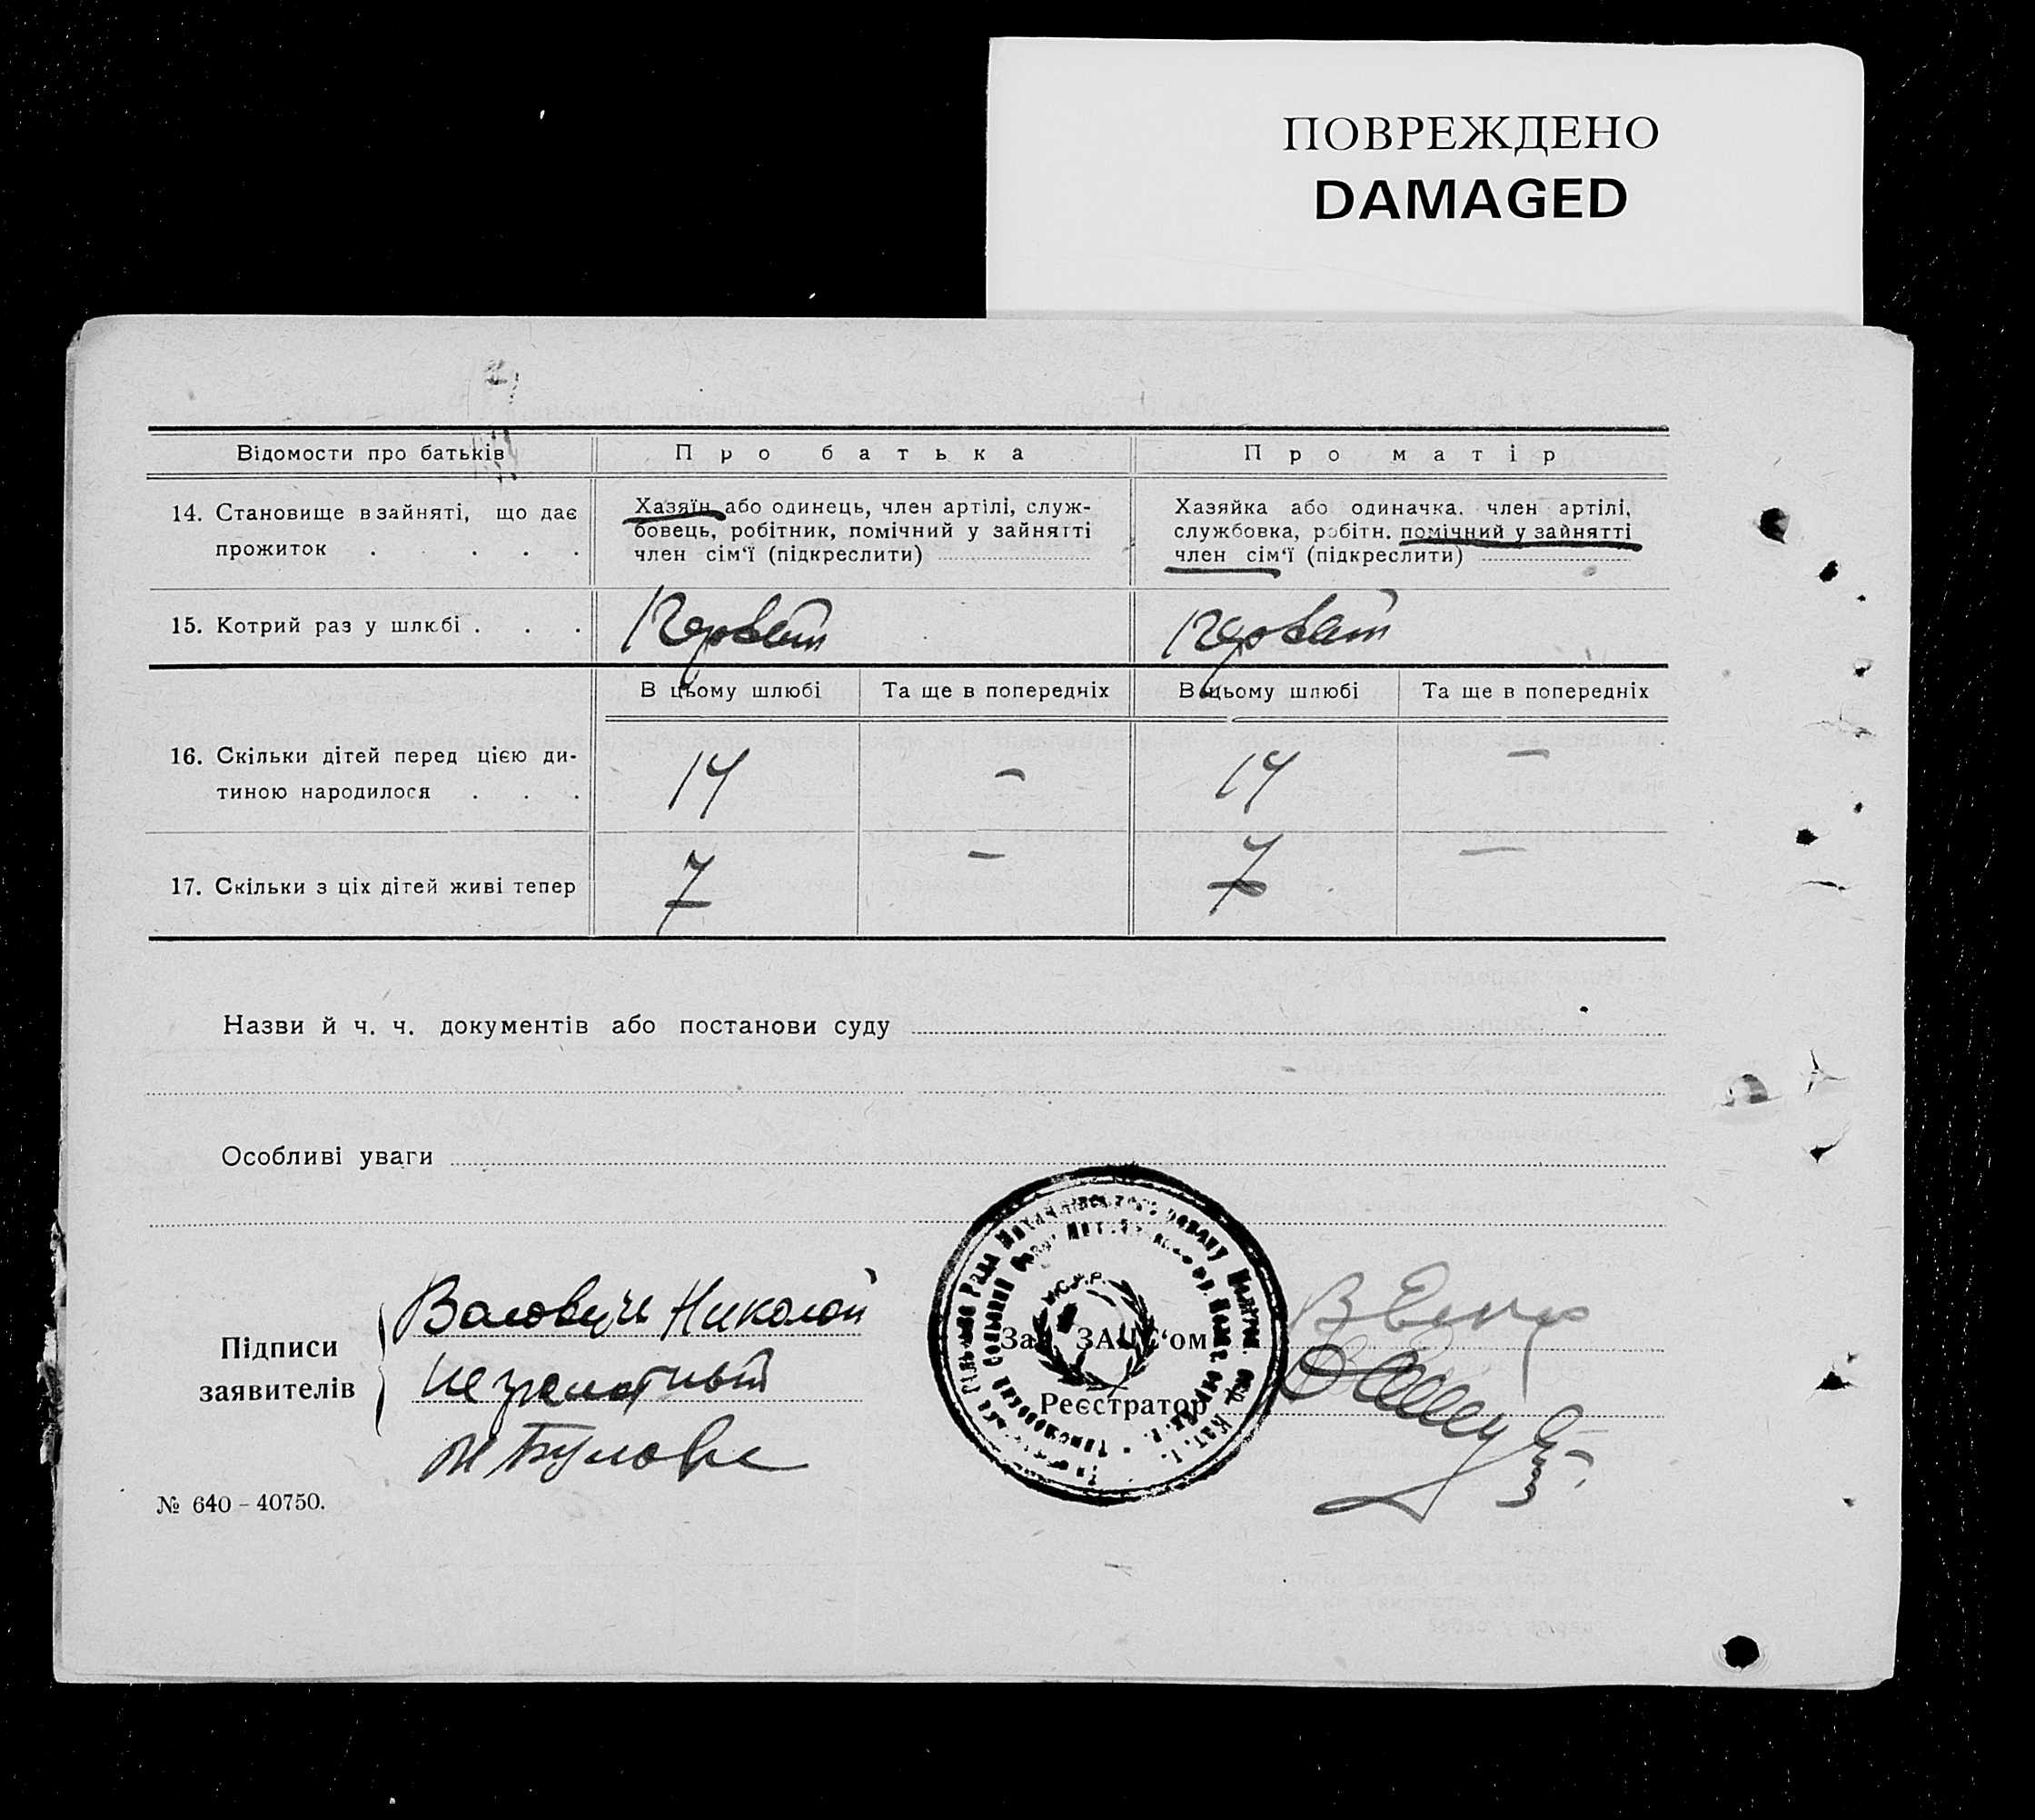 ПОВРЕЖДЕНО
DAMAGED
Відомости про батьків
Про батька
Про матір
14. Становище в зайняті, що дає
прожиток . . . . .
Хазяїн або одинець, член артілі, служ-
бовець, робітник, помічний у зайнятті
член сім'ї (підкреслити)
Хазяйка або одиначка, член артілі,
службовка, робітн. помічний у зайнятті
член сім'ї (підкреслити)
15. Котрий раз у шлюбі . . .
Первый
Первый
В цьому шлюбі
Та ще в попередніх
В цьому шлюбі
Та ще в попередніх
16. Скільки дітей перед цією ди-
тиною народилося . . .
14
–
14
–
17. Скільки з ціх дітей живі тепер
7
–
7
–
Назви й ч. ч. документів або постанови суду
Особливі уваги
Підписи
заявителів
Николай
неграмотный
Зав. ЗАГС'ом
Реєстратор
№ 640 – 40750.